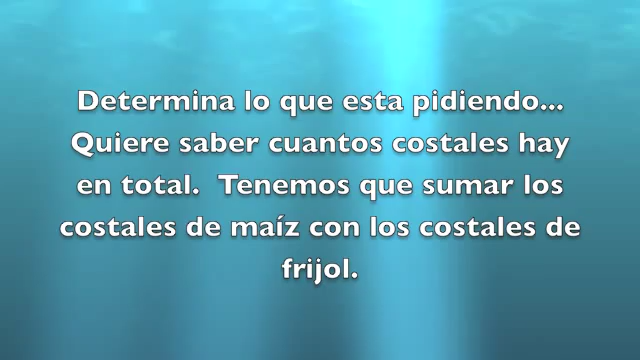 Determina lo que esta pidiendo...
Quiere saber cuantos costales hay
en total.  Tenemos que sumar los
costales de maíz con los costales de
frijol.